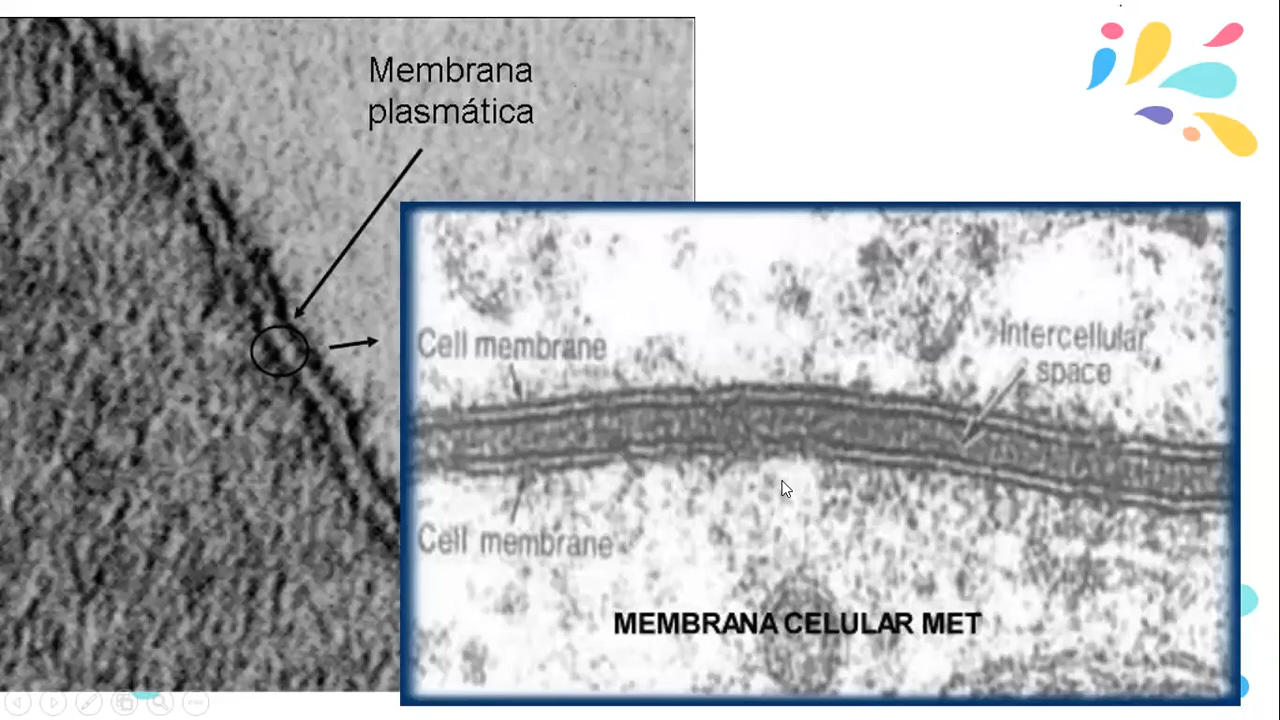 Membrana
plasmática
Cell membrane
Intercellular
space
Cell membrane
MEMBRANA CELULAR MET